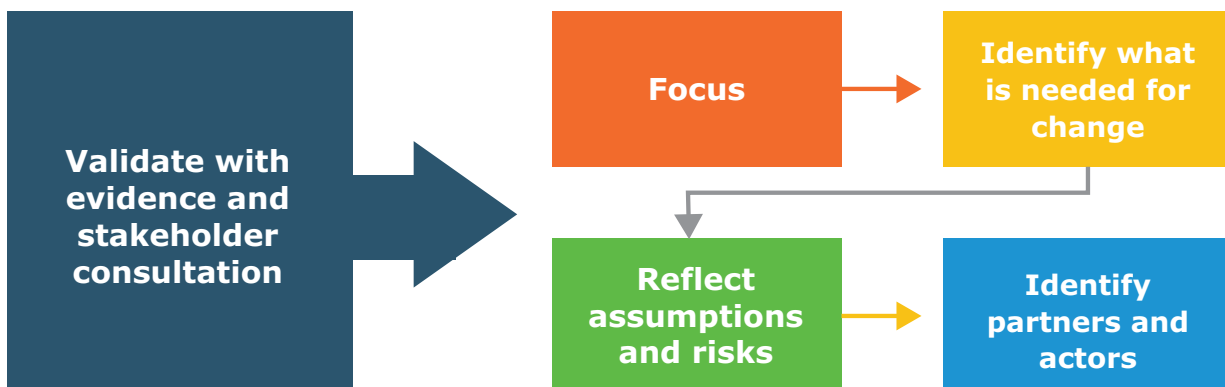 Validate with
evidence and
stakeholder
consultation
Focus
Identify what
is needed for
change
Reflect
assumptions
and risks
Identify
partners and
actors